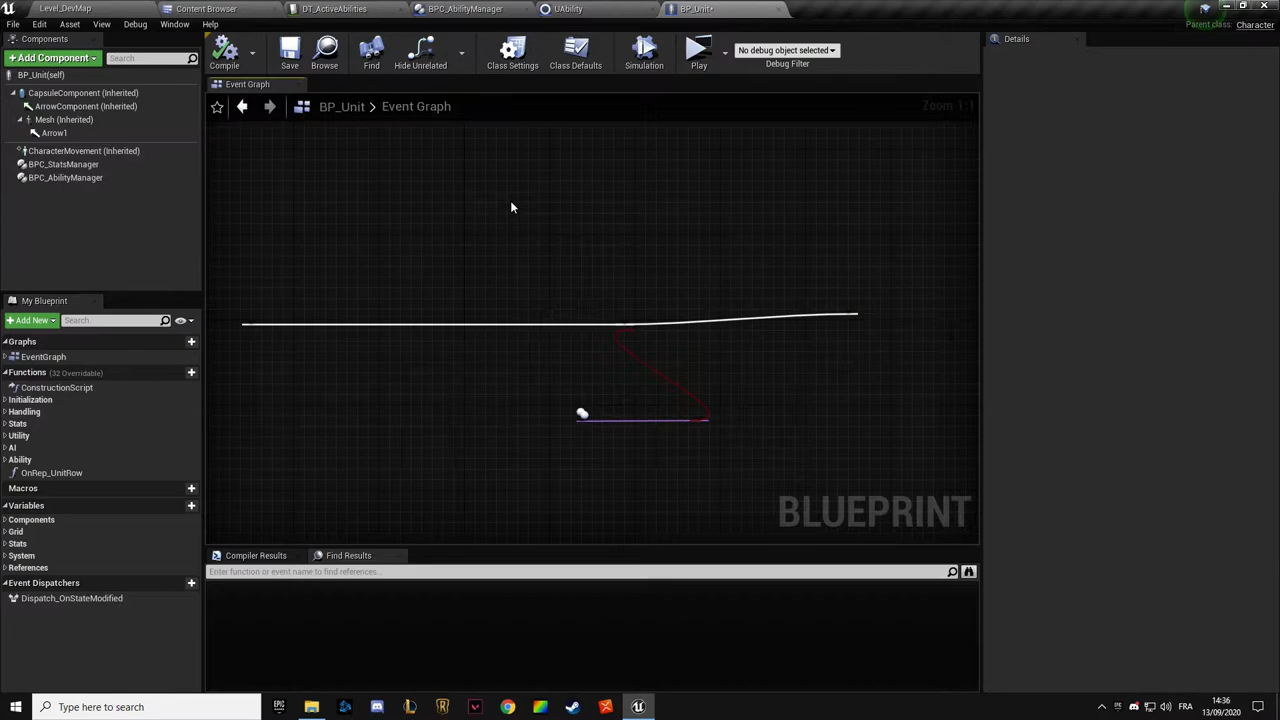 Level_DevMap
Content Browser
DT_ActiveAbilities
BPC_AbilityManager
UAbility
BP_Unit*
File
Edit
Asset
View
Debug
Window
Help
Parent class:
Character
Components
+Add Component
Search
BP_Unit(self)
CapsuleComponent (Inherited)
ArrowComponent (Inherited)
Mesh (Inherited)
Arrow1
CharacterMovement (Inherited)
BPC_StatsManager
BPC_AbilityManager
Compile
Save
Browse
Find
Hide Unrelated
Class Settings
Class Defaults
Simulation
Play
No debug object selected
Debug Filter
Details
Event Graph
BP_Unit > Event Graph
Zoom 1:1
My Blueprint
+Add New
Search
Graphs
EventGraph
Functions (32 Overridable)
ConstructionScript
Initialization
Handling
Stats
Utility
AI
Ability
OnRep_UnitRow
Macros
Variables
Components
Grid
Stats
System
References
Event Dispatchers
Dispatch_OnStateModified
BLUEPRINT
Compiler Results
Find Results
Enter function or event name to find references...
Type here to search
FRA
14:36
13/09/2020